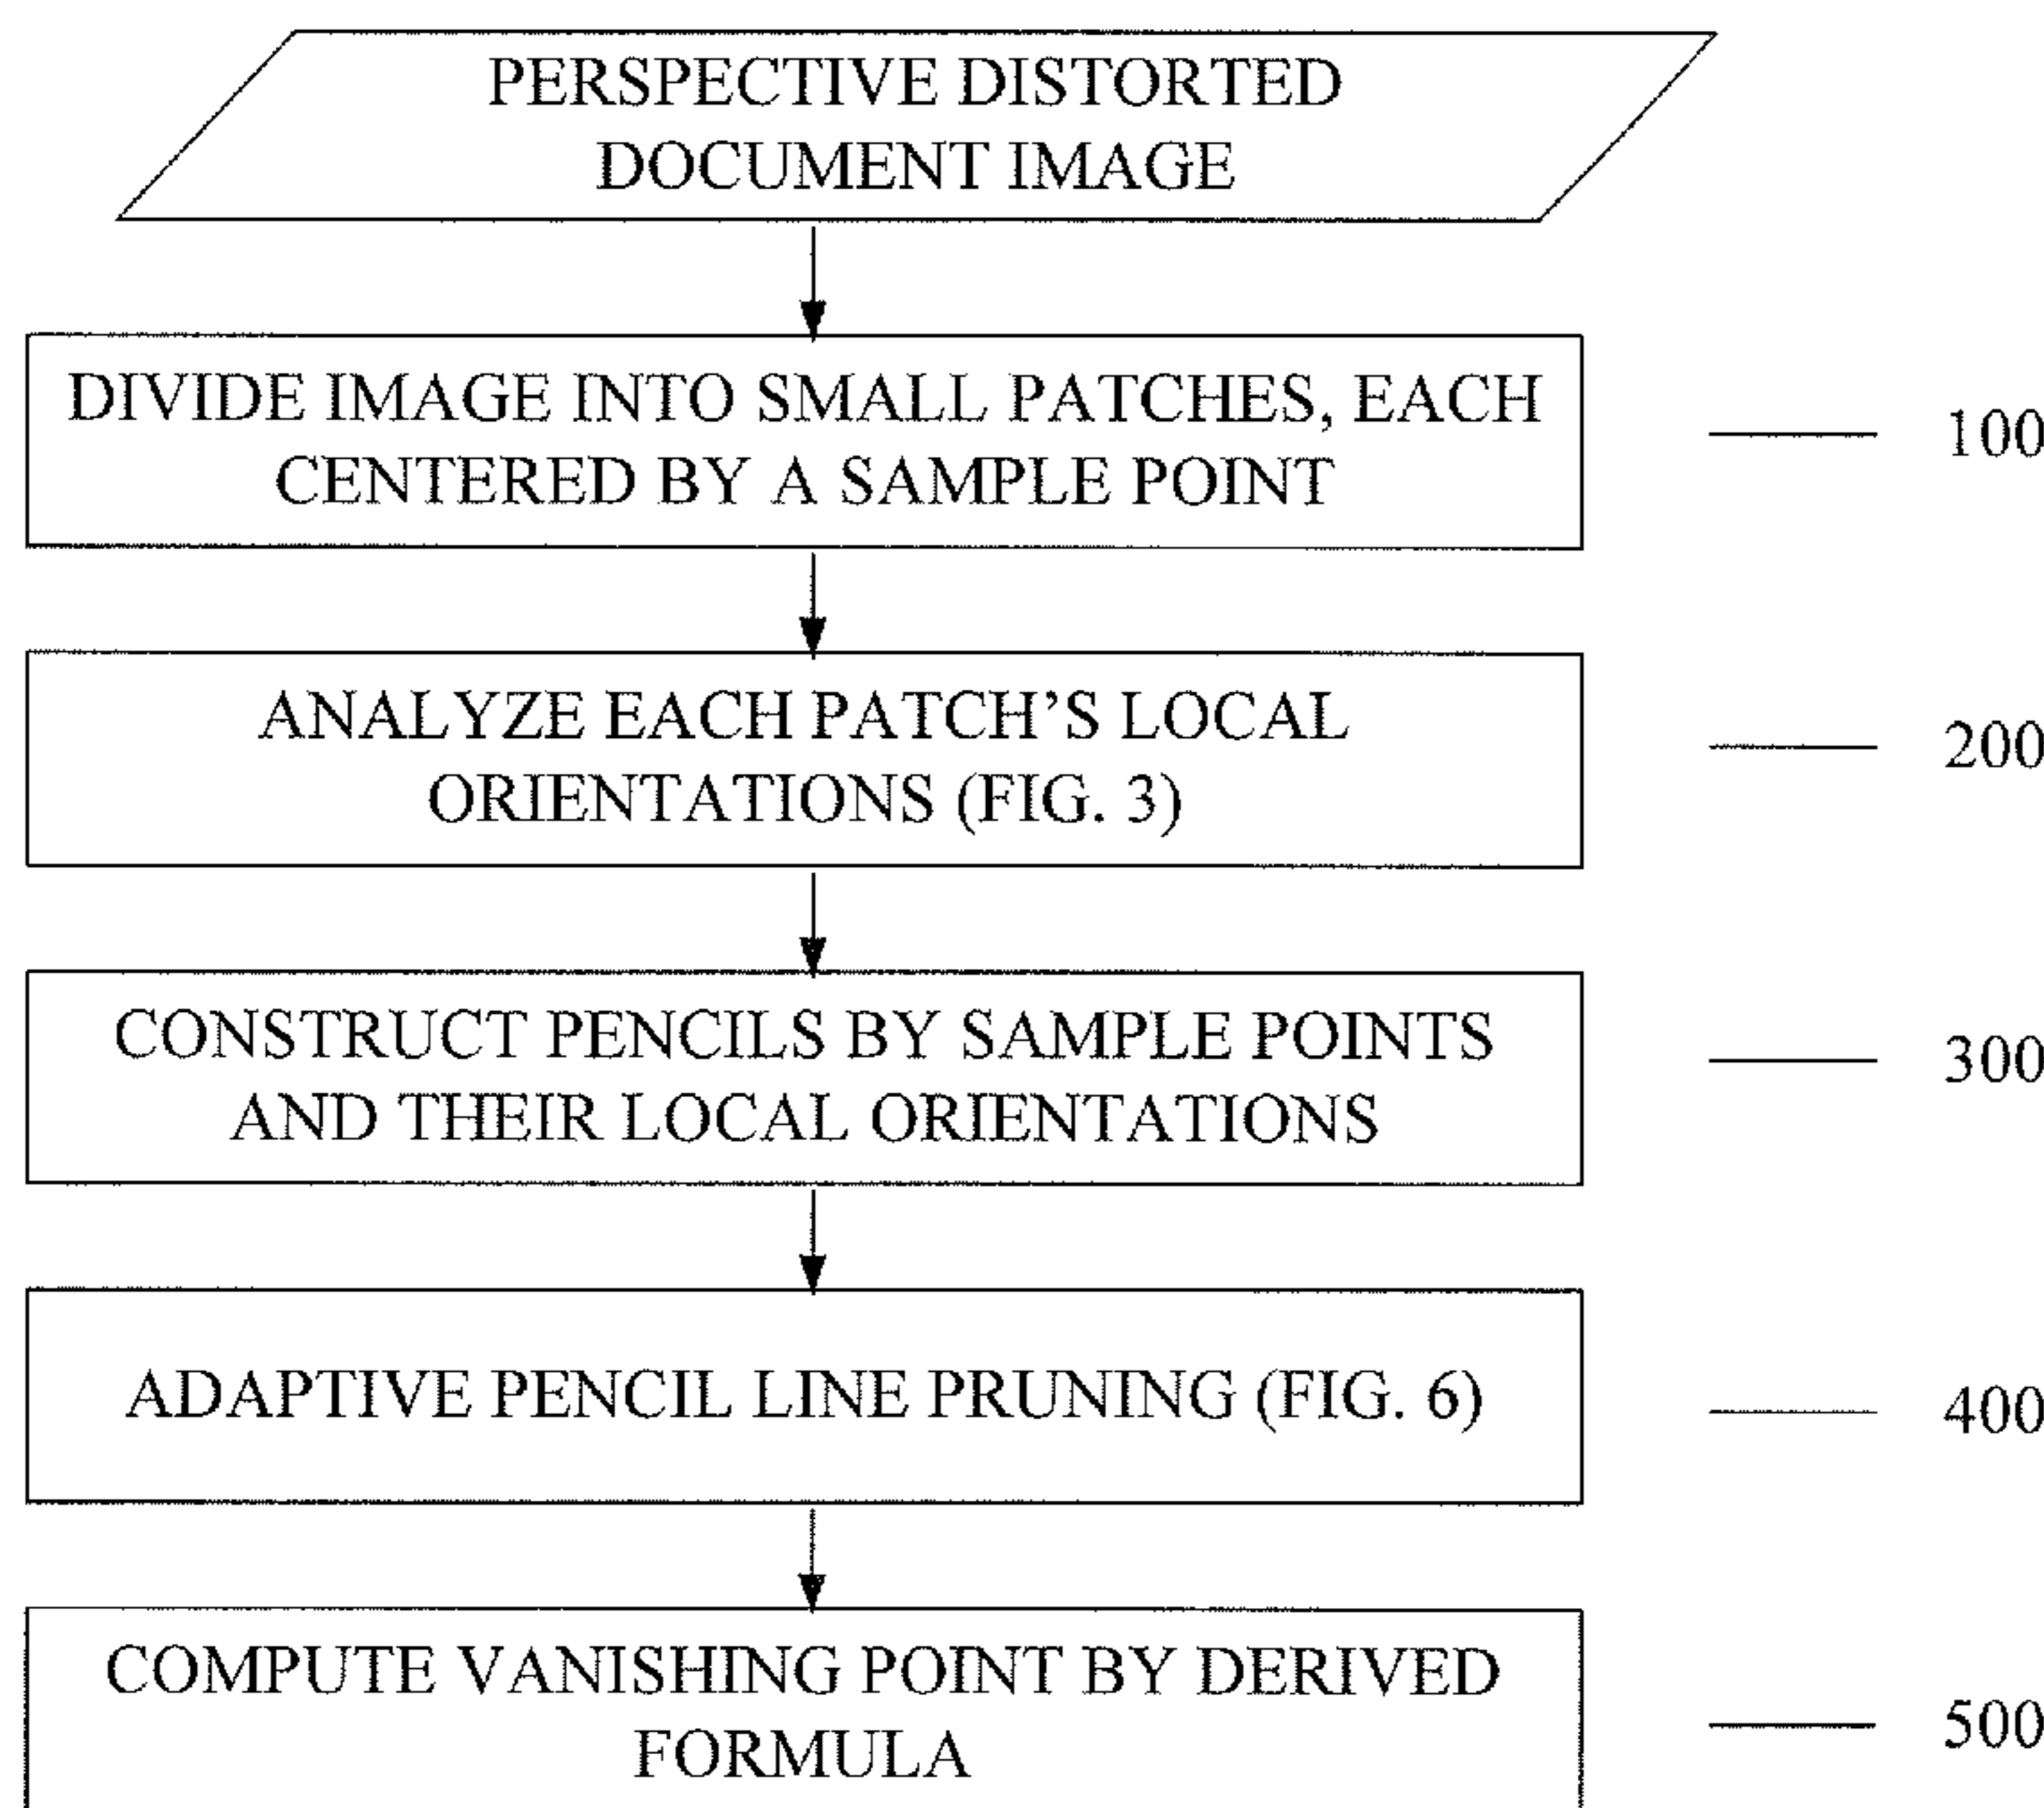 PERSPECTIVE DISTORTED
DOCUMENT IMAGE
DIVIDE IMAGE INTO SMALL PATCHES, EACH
CENTERED BY A SAMPLE POINT
100
ANALYZE EACH PATCH’S LOCAL
ORIENTATIONS (FIG. 3)
200
CONSTRUCT PENCILS BY SAMPLE POINTS
AND THEIR LOCAL ORIENTATIONS
300
ADAPTIVE PENCIL LINE PRUNING (FIG. 6)
400
COMPUTE VANISHING POINT BY DERIVED
FORMULA
500